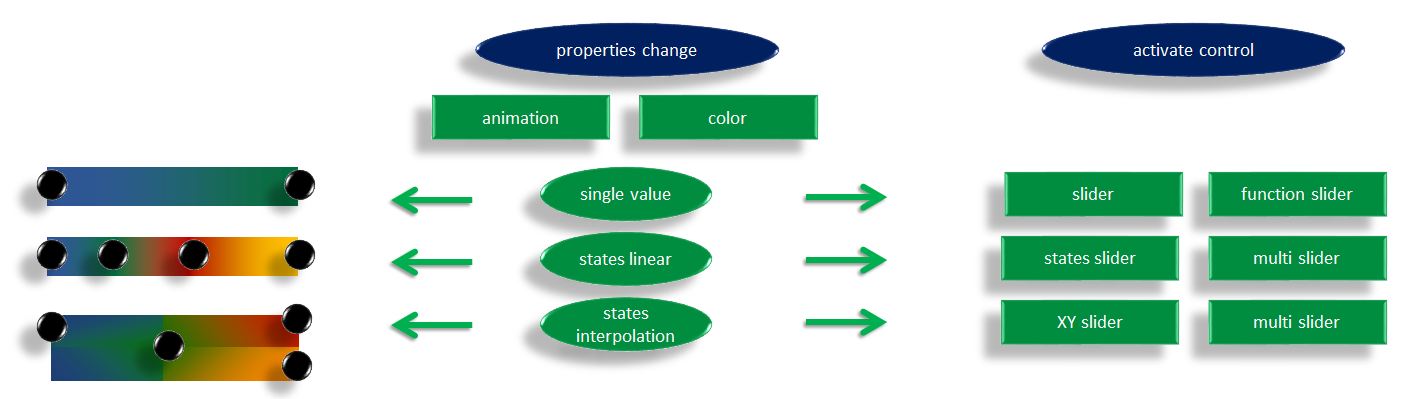 properties change
activate control
animation
color
single value
slider
function slider
states linear
states slider
multi slider
states
interpolation
XY slider
multi slider